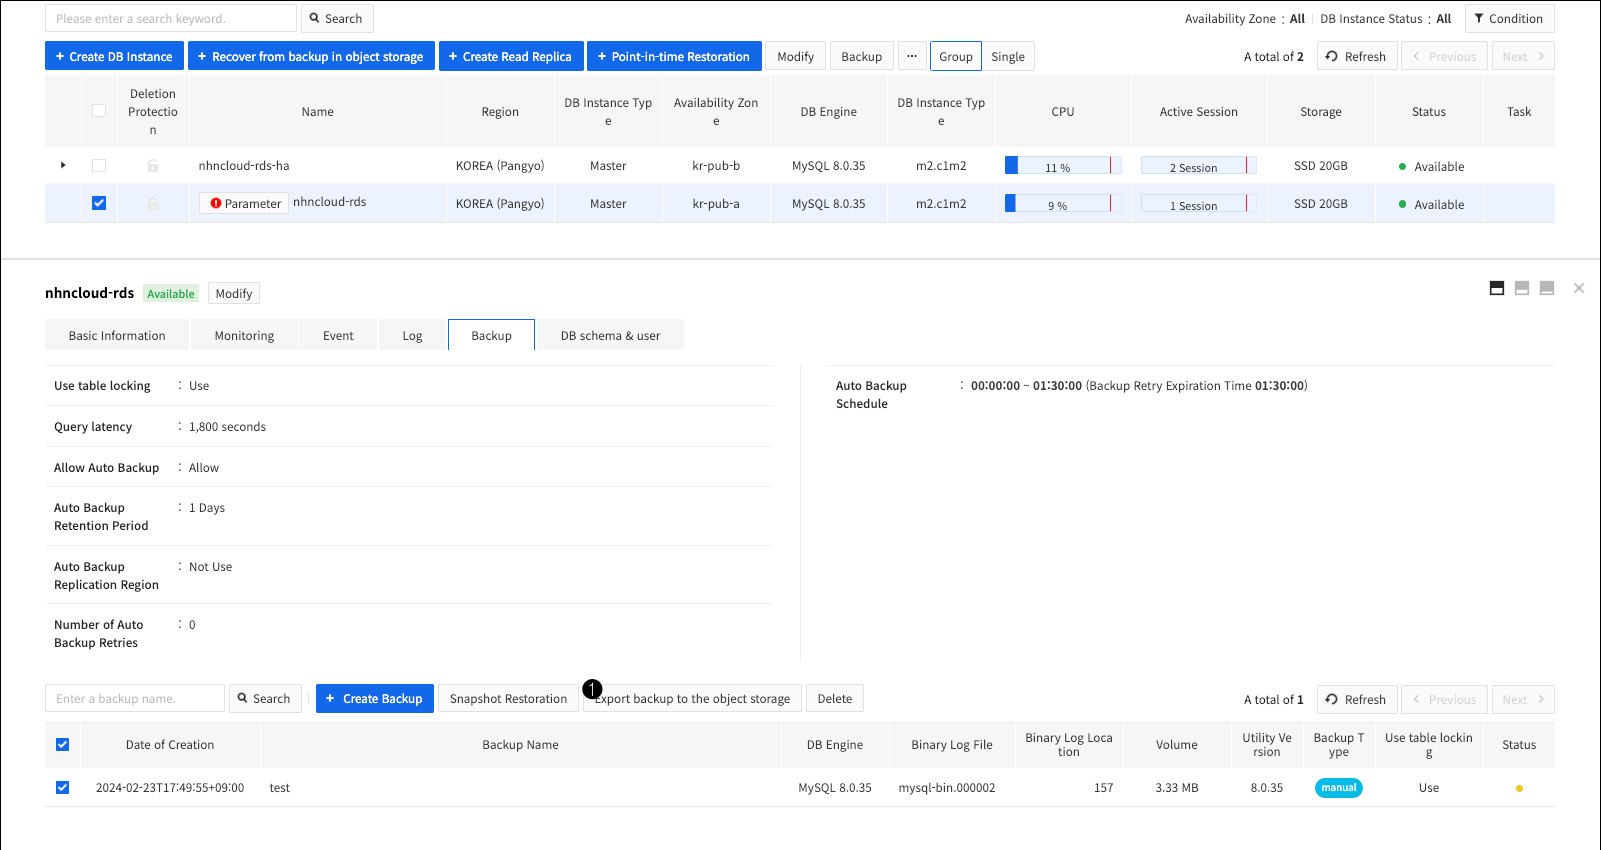 Please enter a search keyword. Search Availability Zone : All DB Instance Status : All Condition
+ Create DB Instance + Recover from backup in object storage + Create Read Replica + Point-in-time Restoration Modify Backup ··· Group Single A total of 2 Refresh < Previous Next >
Deletion Protectio n Name Region DB Instance Typ e Availability Zon e DB Engine DB Instance Typ e CPU Active Session Storage Status Task
nhncloud-rds-ha KOREA (Pangyo) Master kr-pub-b MySQL 8.0.35 m2.c1m2 11 % 2 Session SSD 20GB Available
Parameter nhncloud-rds KOREA (Pangyo) Master kr-pub-a MySQL 8.0.35 m2.c1m2 9 % 1 Session SSD 20GB Available
nhncloud-rds Available Modify
Basic Information Monitoring Event Log Backup DB schema & user
Use table locking : Use
Query latency : 1,800 seconds
Allow Auto Backup : Allow
Auto Backup : 1 Days
Retention Period
Auto Backup : Not Use
Replication Region
Number of Auto : 0
Backup Retries
Auto Backup : 00:00:00 ~ 01:30:00 (Backup Retry Expiration Time 01:30:00)
Schedule
Enter a backup name. Search + Create Backup Snapshot Restoration 1 Export backup to the object storage Delete A total of 1 Refresh < Previous Next >
Date of Creation Backup Name DB Engine Binary Log File Binary Log Loca tion Volume Utility Ve rsion Backup T ype Use table lockin g Status
2024-02-23T17:49:55+09:00 test MySQL 8.0.35 mysql-bin.000002 157 3.33 MB 8.0.35 manual Use